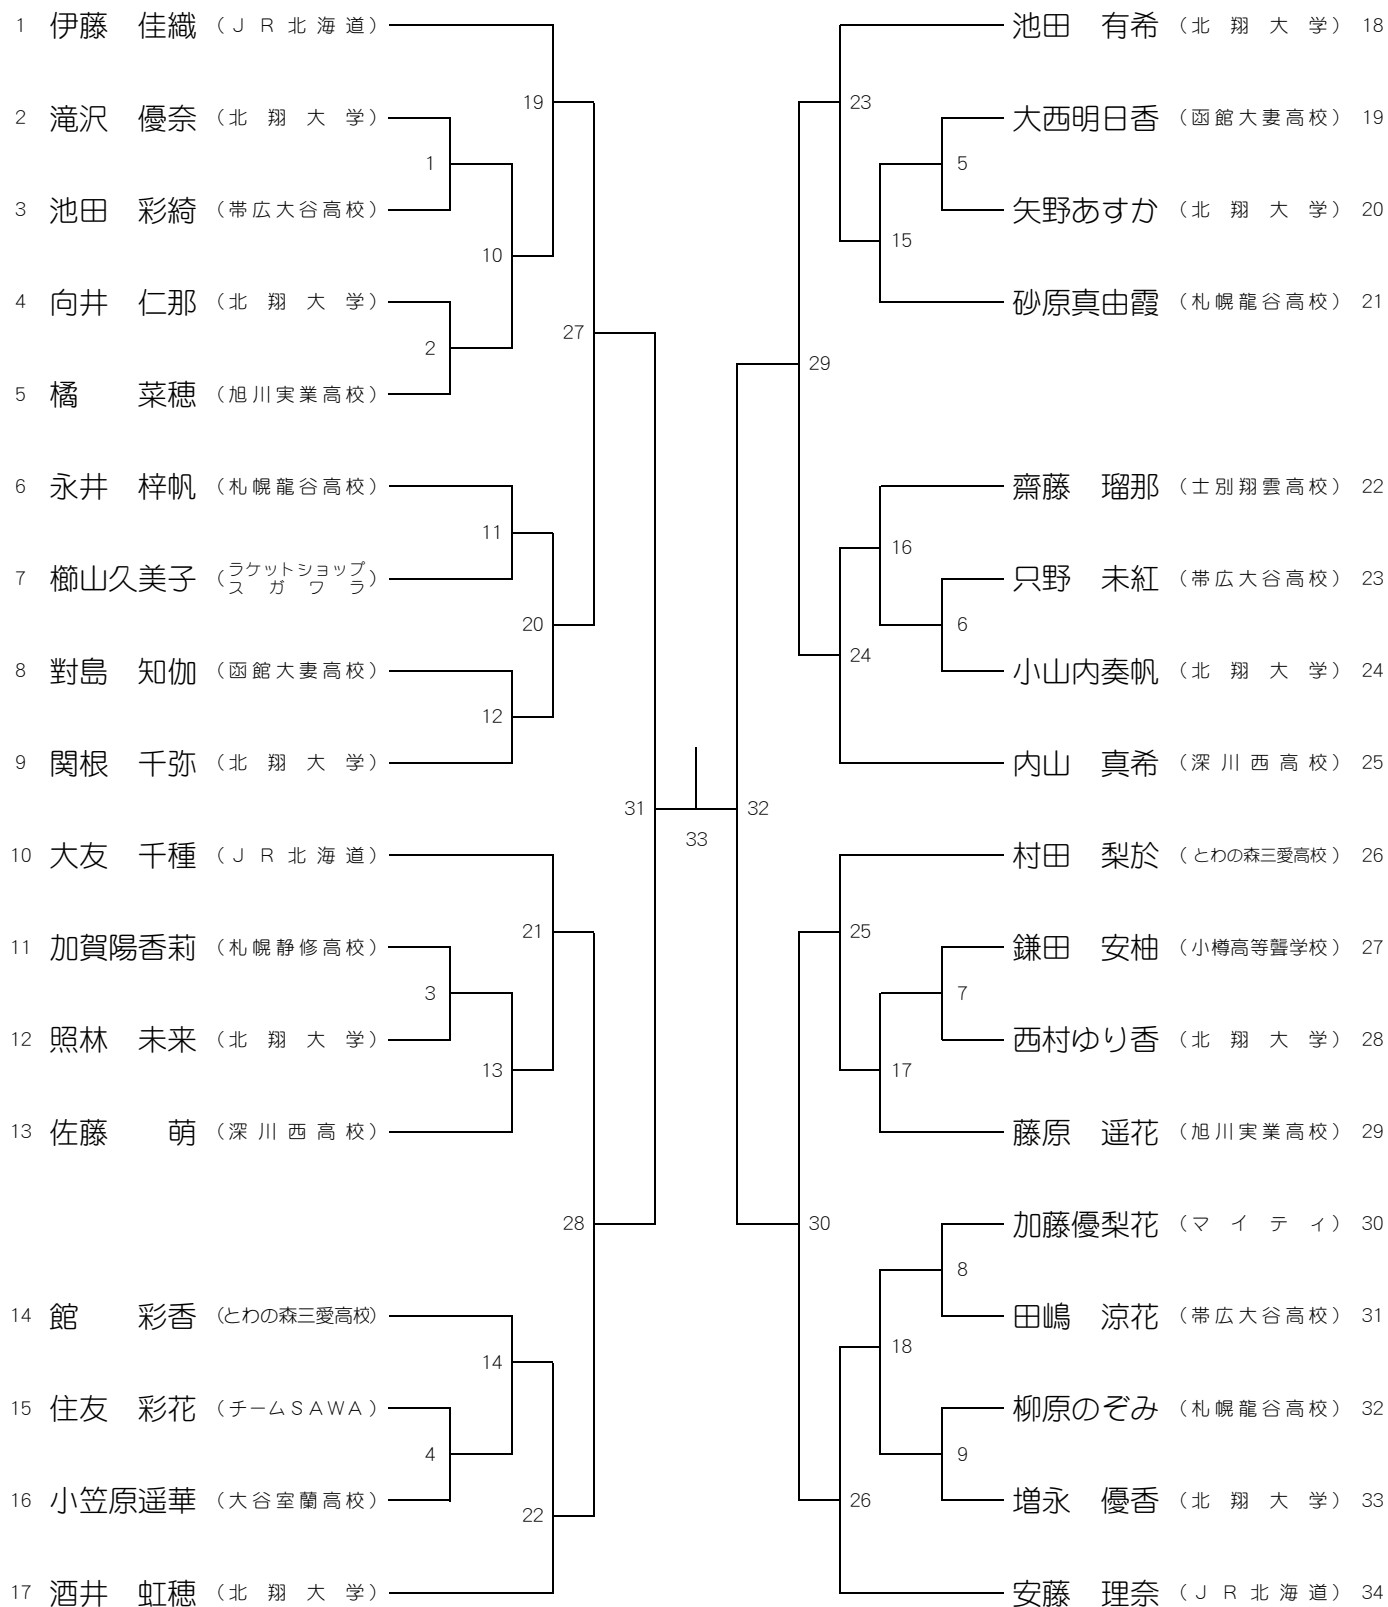 1 伊藤　佳織 （ＪＲ北海道）
19
2 滝沢　優奈 （北翔大学）
1
3 池田　彩綺 （帯広大谷高校）
10
4 向井　仁那 （北翔大学）
27
2
5 橘　　菜穂 （旭川実業高校）
6 永井　梓帆 （札幌龍谷高校）
11
7 櫛山久美子 （ラケットショップ
スガワラ）
20
8 對島　知伽 （函館大妻高校）
12
9 関根　千弥 （北翔大学）
31
10 大友　千種 （ＪＲ北海道）
21
11 加賀陽香莉 （札幌静修高校）
3
12 照林　未来 （北翔大学）
13
13 佐藤　　萌 （深川西高校）
28
14 館　　彩香 （とわの森三愛高校）
14
15 住友　彩花 （チームＳＡＷＡ）
4
16 小笠原遥華 （大谷室蘭高校）
22
17 酒井　虹穂 （北翔大学）
33
池田　有希 （北翔大学） 18
23
大西明日香 （函館大妻高校） 19
5
矢野あすか （北翔大学） 20
15
砂原真由霞 （札幌龍谷高校） 21
29
齋藤　瑠那 （士別翔雲高校） 22
16
只野　未紅 （帯広大谷高校） 23
6
24
小山内奏帆 （北翔大学） 24
内山　真希 （深川西高校） 25
32
村田　梨於 （とわの森三愛高校） 26
25
鎌田　安柚 （小樽高等聾学校） 27
7
西村ゆり香 （北翔大学） 28
17
藤原　遥花 （旭川実業高校） 29
30
加藤優梨花 （マイティ） 30
8
田嶋　涼花 （帯広大谷高校） 31
18
柳原のぞみ （札幌龍谷高校） 32
9
増永　優香 （北翔大学） 33
26
安藤　理奈 （ＪＲ北海道） 34